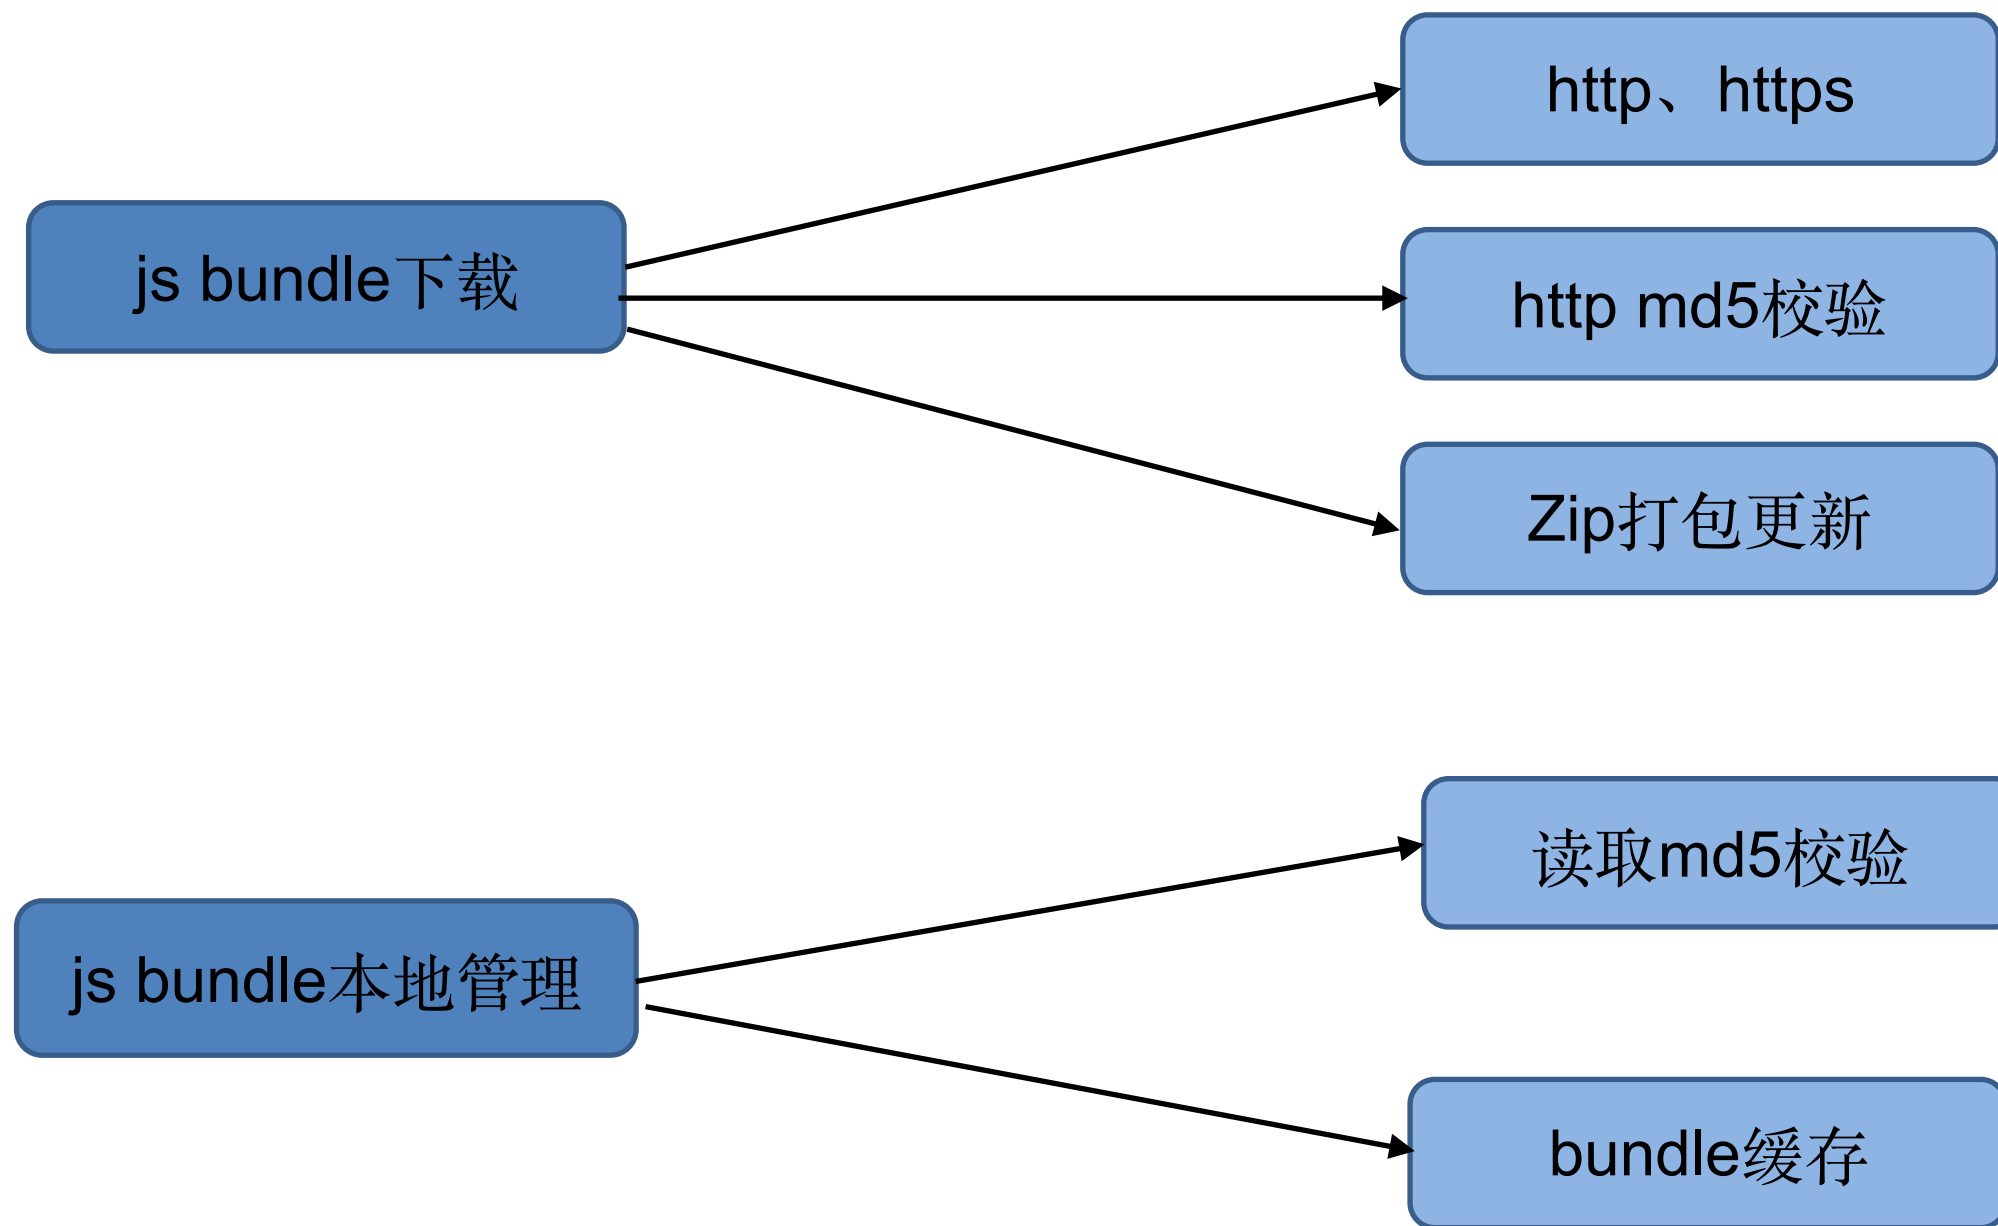 http、https
js bundle下载
http md5校验
Zip打包更新
读取md5校验
js bundle本地管理
bundle缓存